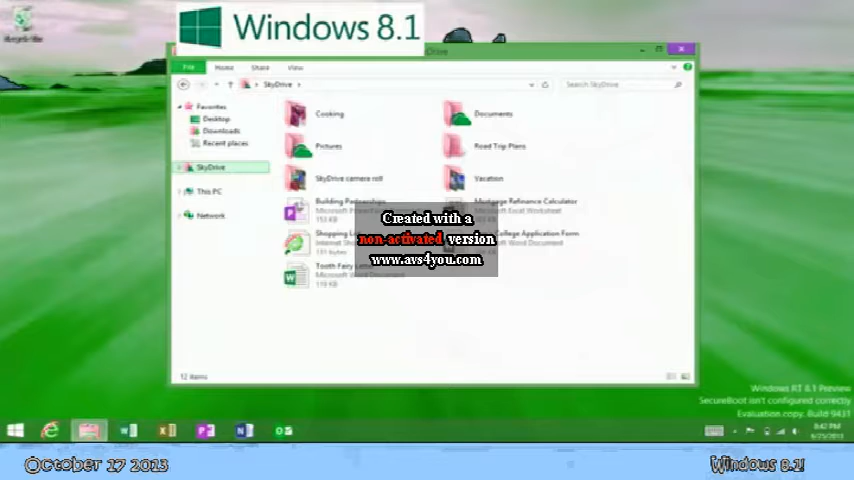 Windows 8.1
Recycle Bin
File Home Share View
SkyDrive
Search SkyDrive
Favorites
Desktop
Downloads
Recent places
SkyDrive
This PC
Network
Cooking
Documents
Pictures
Road Trip Plans
SkyDrive camera roll
Vacation
Building Partnerships
Microsoft
153 KB
Mortgage Refinance Calculator
Microsoft Excel Worksheet
Shopping
Internet
College Application Form
Word Document
Tooth Fairy
Microsoft Word Document
Created with a
non-activated version
www.avs4you.com
12 items
Windows RT 8.1 Preview
SecureBoot isn't configured correctly
Evaluation copy. Build 9431
8:42 PM
6/25/2013
October 17 2013
Windows 8.1!